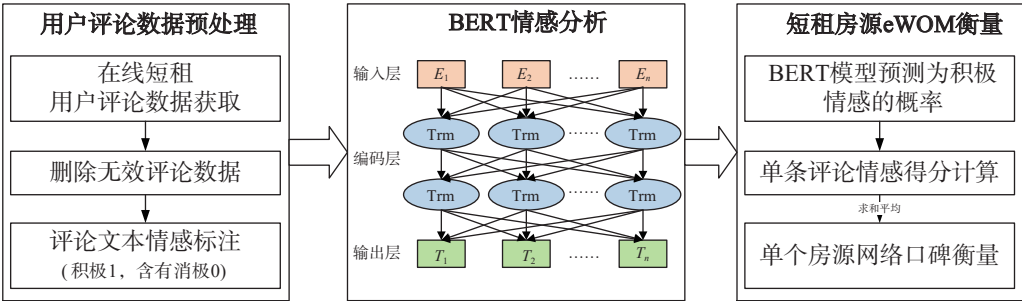 用户评论数据预处理
在线短租
用户评论数据获取
删除无效评论数据
评论文本情感标注
(积极1，含有消极0)
BERT情感分析
输入层 E1 E2 …… En
Trm Trm …… Trm
编码层
Trm Trm …… Trm
输出层 T1 T2 …… Tn
短租房源eWOM衡量
BERT模型预测为积极
情感的概率
单条评论情感得分计算
求和平均
单个房源网络口碑衡量